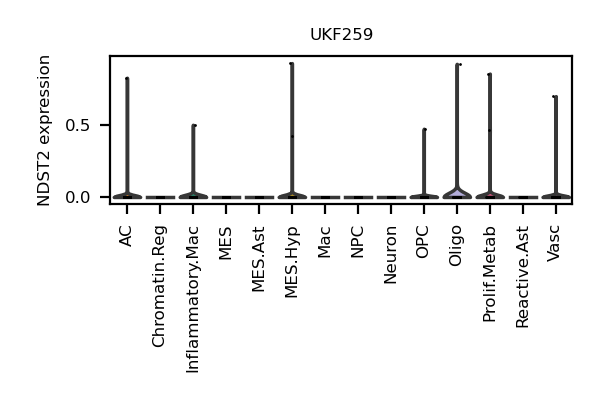 UKF259
NDST2 expression
0.5
0.0
AC
Chromatin.Reg
Inflammatory.Mac
MES
MES.Ast
MES.Hyp
Mac
NPC
Neuron
OPC
Oligo
Prolif.Metab
Reactive.Ast
Vasc